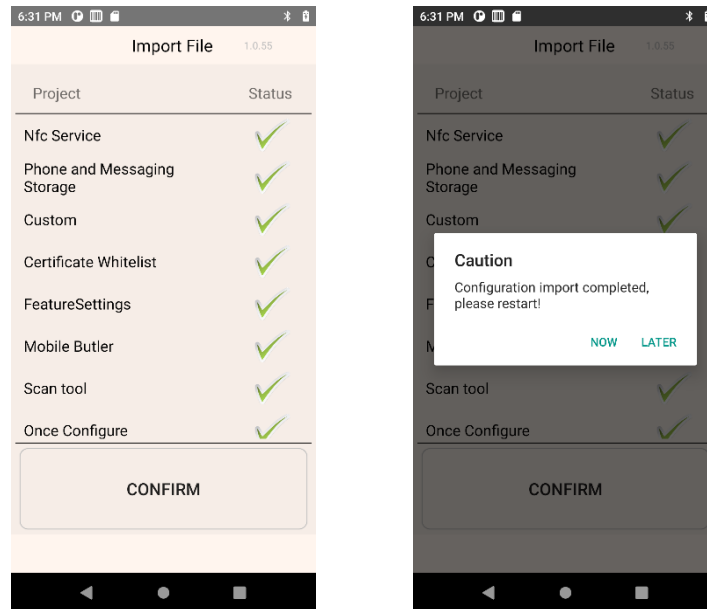 6:31 PM
Import File 1.0.55
Project Status
Nfc Service
Phone and Messaging
Storage
Custom
Certificate Whitelist
FeatureSettings
Mobile Butler
Scan tool
Once Configure
CONFIRM
6:31 PM
Import File 1.0.55
Project Status
Nfc Service
Phone and Messaging
Storage
Custom
C
Caution
Configuration import completed,
please restart!
F
NOW LATER
M
Scan tool
Once Configure
CONFIRM